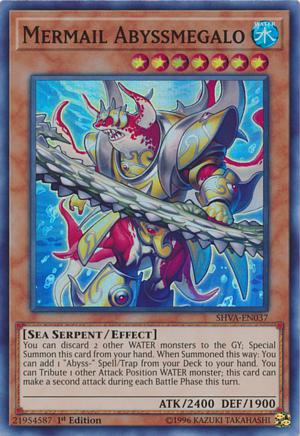 MERMAIL ABYSSMEGALO
WATER
水
SHVA-EN037
[SEA SERPENT/EFFECT]
You can discard 2 other WATER monsters to the GY; Special
Summon this card from your hand. When Summoned this way: You can
add 1 "Abyss-" Spell/Trap from your Deck to your hand. You
can Tribute 1 other Attack Position WATER monster; this card can
make a second attack during each Battle Phase this turn.
ATK/2400 DEF/1900
21954587 1st Edition ©1996 KAZUKI TAKAHASHI